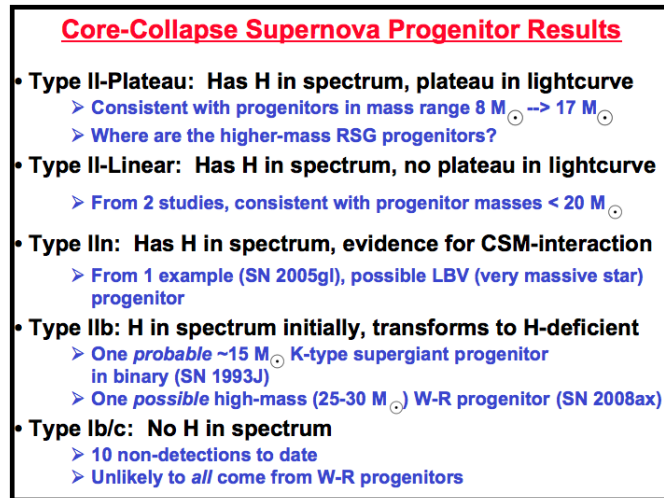 Core-Collapse Supernova Progenitor Results
• Type II-Plateau: Has H in spectrum, plateau in lightcurve
➢ Consistent with progenitors in mass range 8 M☉ --> 17 M☉
➢ Where are the higher-mass RSG progenitors?
• Type II-Linear: Has H in spectrum, no plateau in lightcurve
➢ From 2 studies, consistent with progenitor masses < 20 M☉
• Type IIn: Has H in spectrum, evidence for CSM-interaction
➢ From 1 example (SN 2005gl), possible LBV (very massive star)
progenitor
• Type IIb: H in spectrum initially, transforms to H-deficient
➢ One probable ~15 M☉ K-type supergiant progenitor
in binary (SN 1993J)
➢ One possible high-mass (25-30 M☉) W-R progenitor (SN 2008ax)
• Type Ib/c: No H in spectrum
➢ 10 non-detections to date
➢ Unlikely to all come from W-R progenitors